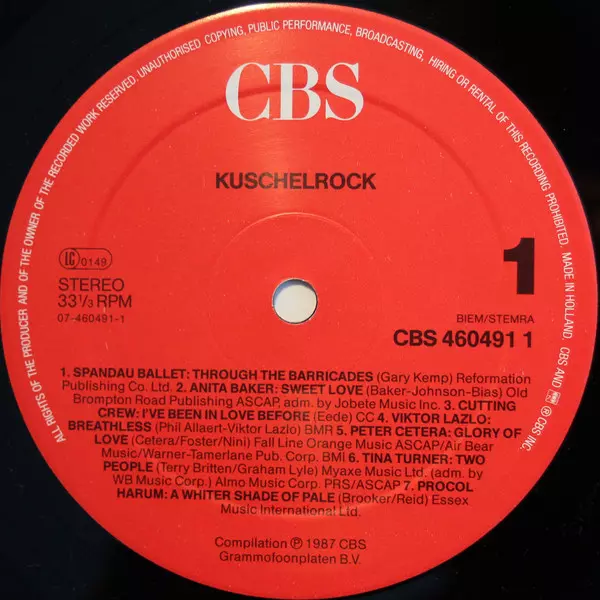 ALL RIGHTS OF THE PRODUCER AND OF THE OWNER OF THE RECORDED WORK RESERVED. UNAUTHORISED COPYING, PUBLIC PERFORMANCE, BROADCASTING, HIRING OR RENTAL OF THIS RECORDING PROHIBITED. MADE IN HOLLAND. CBS AND ℗ CBS INC.
CBS
KUSCHELROCK
LC 0149
STEREO
33⅓ RPM
07-460491-1
1
BIEM/STEMRA
CBS 460491 1
1. SPANDAU BALLET: THROUGH THE BARRICADES (Gary Kemp) Reformation
Publishing Co. Ltd. 2. ANITA BAKER: SWEET LOVE (Baker-Johnson-Bias) Old
Brompton Road Publishing ASCAP, adm. by Jobete Music Inc. 3. CUTTING
CREW: I'VE BEEN IN LOVE BEFORE (Eede) CC 4. VIKTOR LAZLO:
BREATHLESS (Phil Allaert-Viktor Lazlo) BMR 5. PETER CETERA: GLORY OF
LOVE (Cetera/Foster/Nini) Fall Line Orange Music ASCAP/Air Bear
Music/Warner-Tamerlane Pub. Corp. BMI 6. TINA TURNER: TWO
PEOPLE (Terry Britten/Graham Lyle) Myaxe Music Ltd. (adm. by
WB Music Corp.) Almo Music Corp. PRS/ASCAP 7. PROCOL
HARUM: A WHITER SHADE OF PALE (Brooker/Reid) Essex
Music International Ltd.
Compilation ℗ 1987 CBS
Grammofoonplaten B.V.